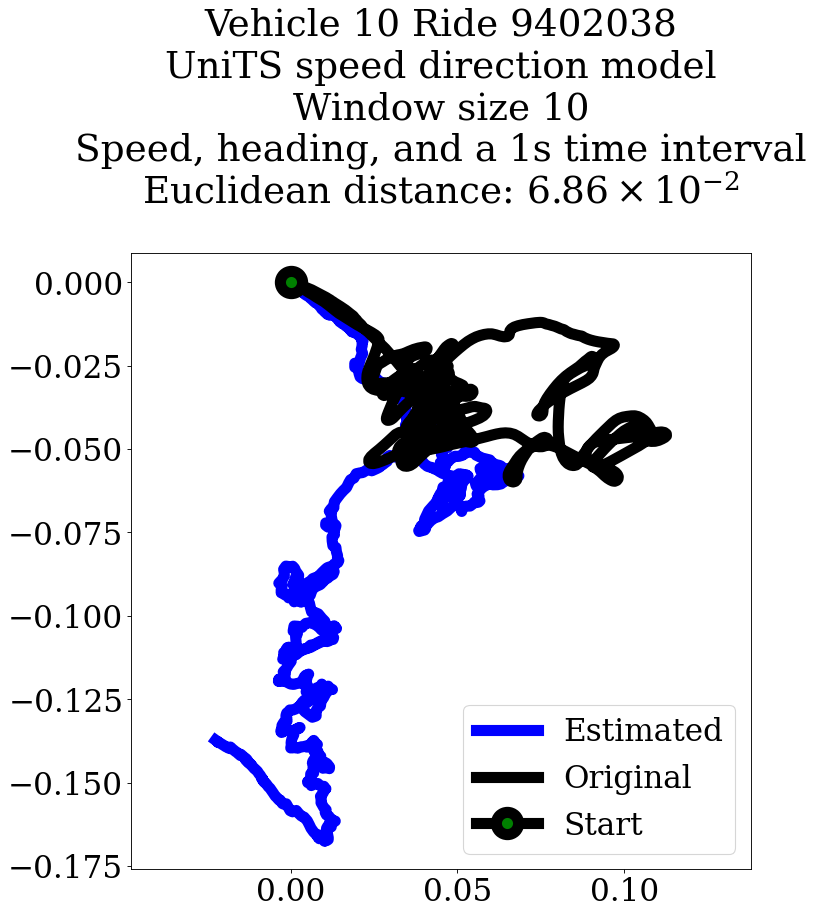 Vehicle 10 Ride 9402038
UniTS speed direction model
Window size 10
Speed, heading, and a 1s time interval
Euclidean distance: 6.86 × 10⁻²
0.000
−0.025
−0.050
−0.075
−0.100
−0.125
−0.150
−0.175
Estimated
Original
Start
0.00 0.05 0.10